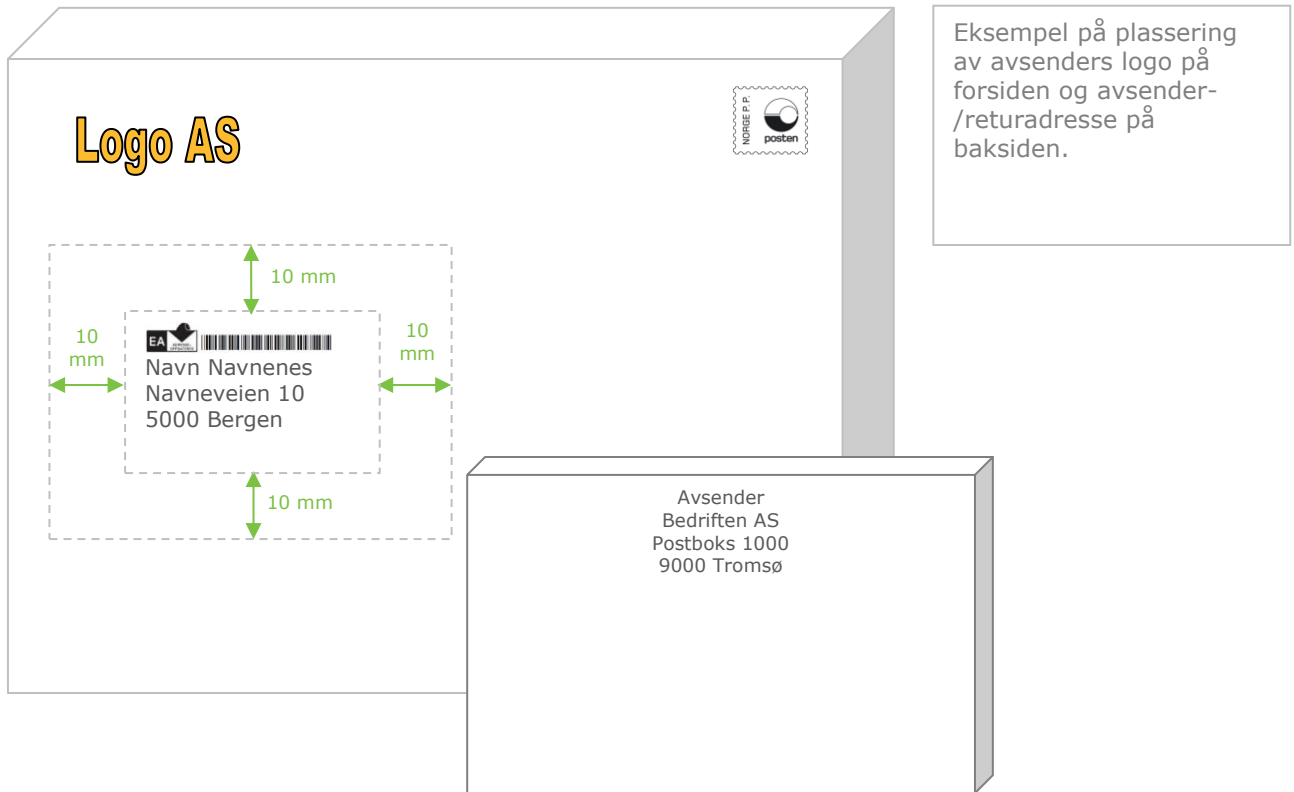 Eksempel på plassering
av avsenders logo på
forsiden og avsender-
/returadresse på
baksiden.
Logo AS
NORGE P.P.
posten
10 mm
10
mm
10
mm
EA
Navn Navnenes
Navneveien 10
5000 Bergen
10 mm
Avsender
Bedriften AS
Postboks 1000
9000 Tromsø